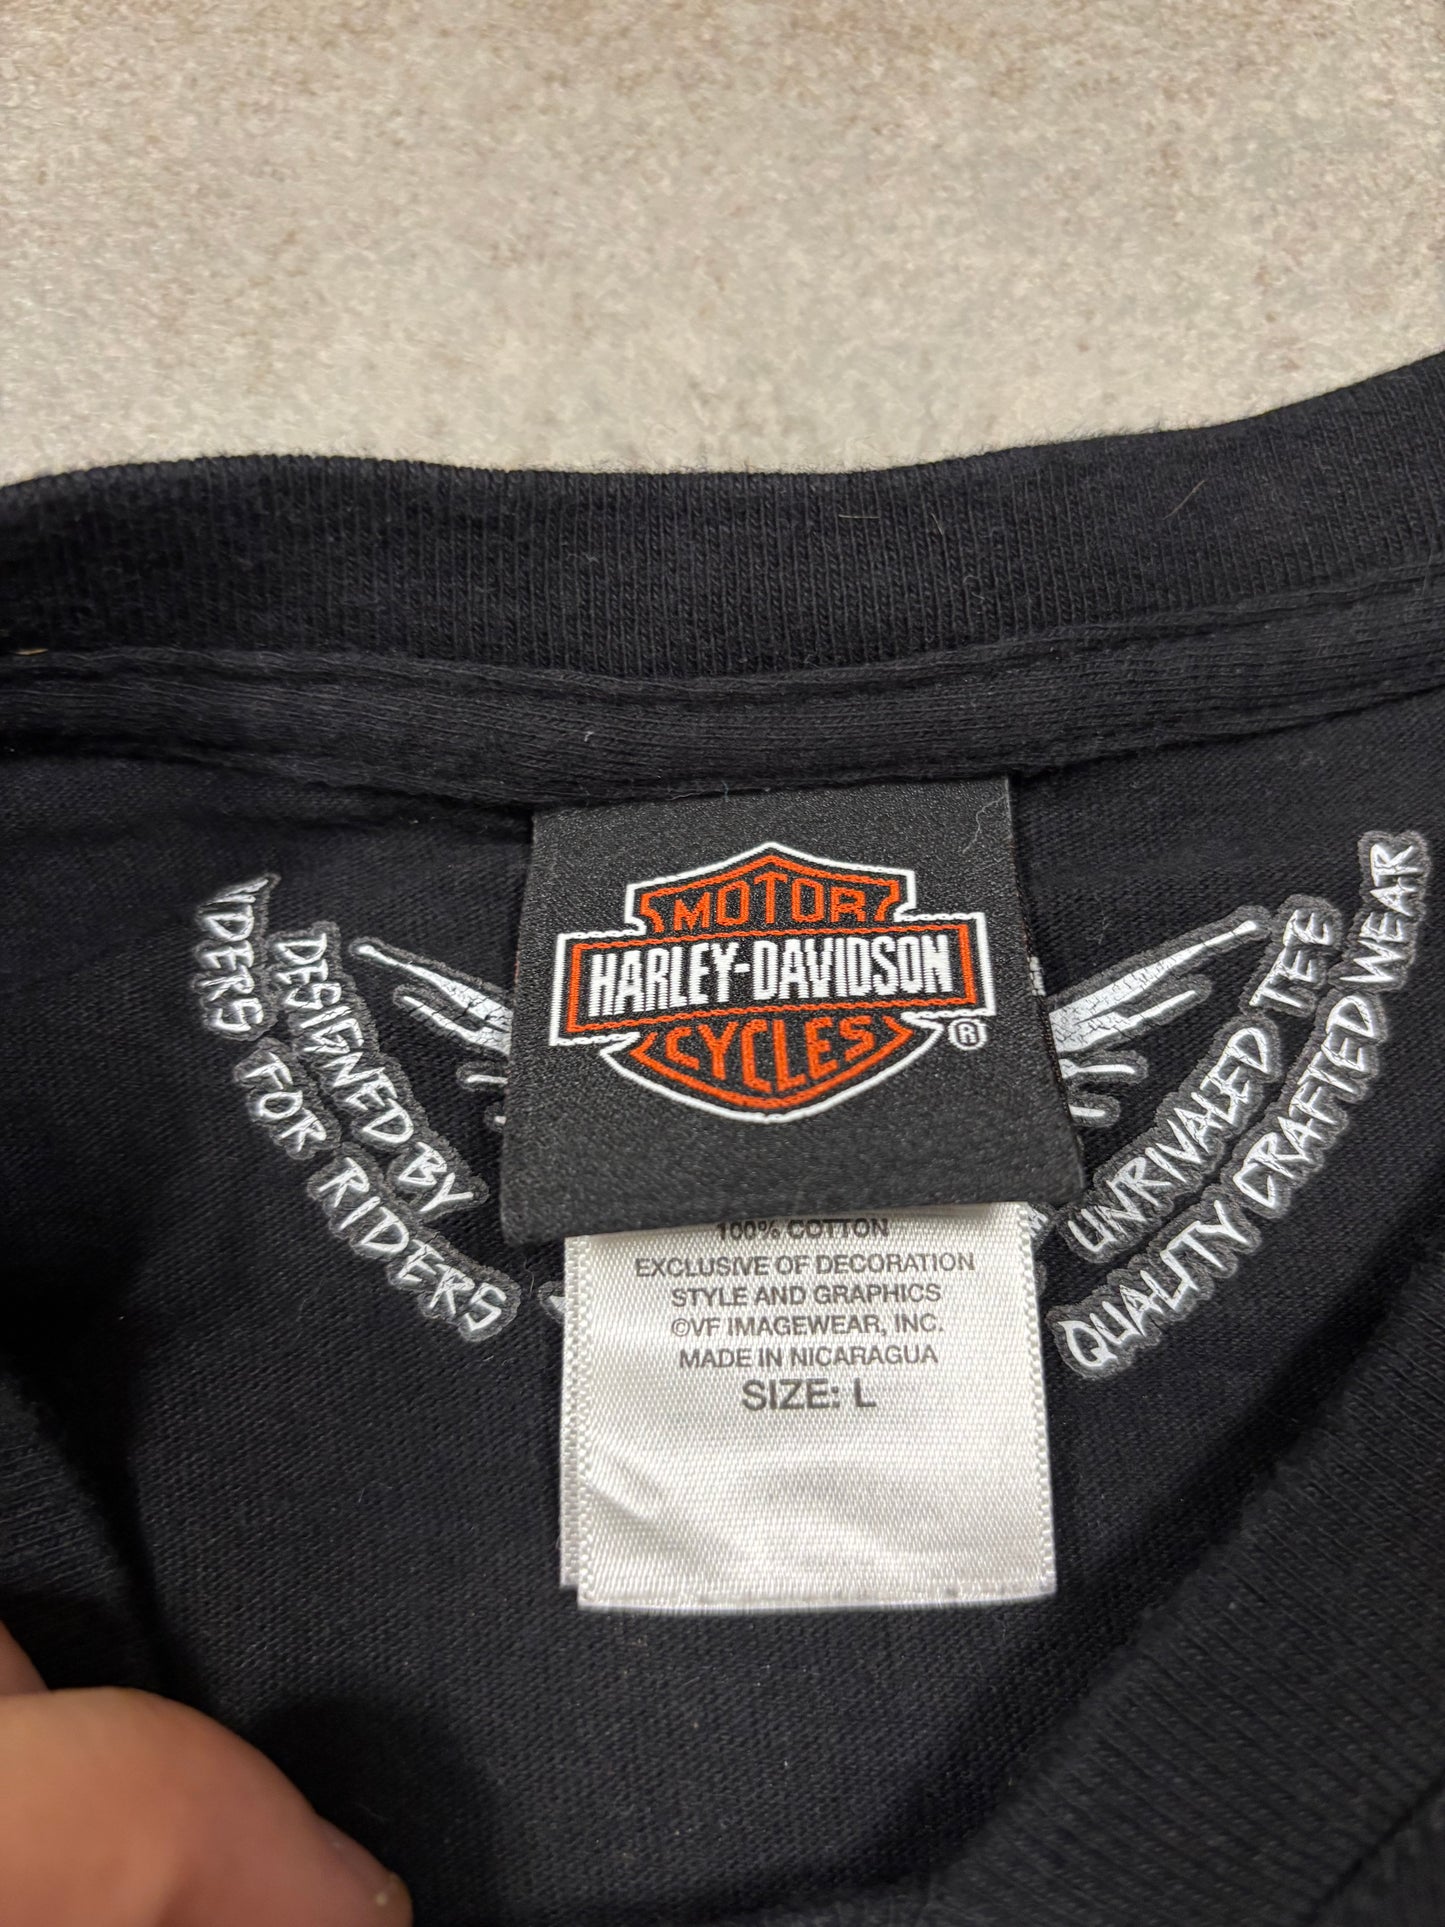 MOTOR
HARLEY-DAVIDSON
CYCLES
®
DESIGNED BY
RIDERS FOR RIDERS
UNRIVALED TEE
QUALITY CRAFTED WEAR
100% COTTON
EXCLUSIVE OF DECORATION
STYLE AND GRAPHICS
©VF IMAGEWEAR, INC.
MADE IN NICARAGUA
SIZE: L